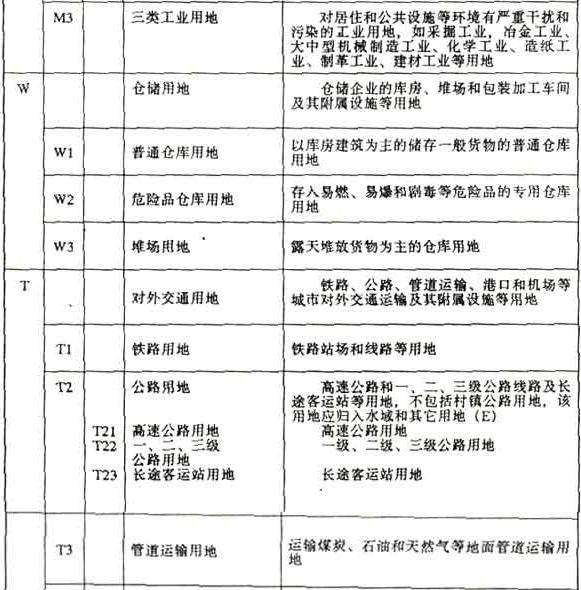 M3 三类工业用地 对居住和公共设施等环境有严重干扰和
污染的工业用地，如采掘工业，冶金工业、
大中型机械制造工业、化学工业、造纸工
业、制革工业、建材工业等用地
W 仓储用地 仓储企业的库房、堆场和包装加工车间
及其附属设施等用地
W1 普通仓库用地 以库房建筑为主的储存一般货物的普通仓库
用地
W2 危险品仓库用地 存入易燃、易爆和剧毒等危险品的专用仓库
用地
W3 堆场用地 露天堆放货物为主的仓库用地
T 对外交通用地 铁路、公路、管道运输、港口和机场等
城市对外交通运输及其附属设施等用地
T1 铁路用地 铁路站场和线路等用地
T2 公路用地 高速公路和一、二、三级公路线路及长
途客运站等用地，不包括村镇公路用地，该
用地应归入水域和其它用地（E）
T21 高速公路用地 高速公路用地
T22 一、二、三级 一级、二级、三级公路用地
公路用地
T23 长途客运站用地 长途客运站用地
T3 管道运输用地 运输煤炭、石油和天然气等地面管道运输用
地